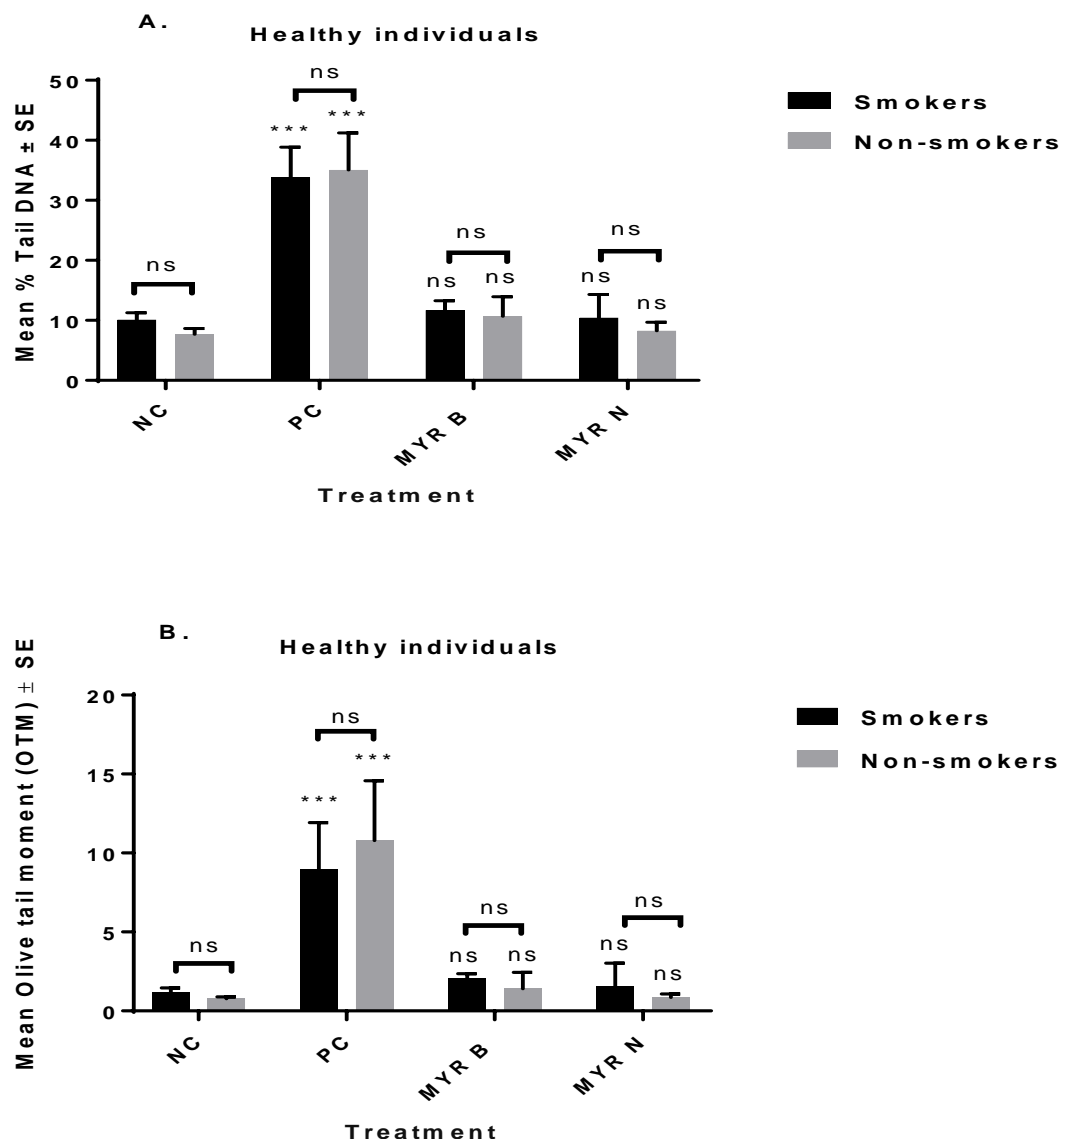 A.
Healthy individuals
Mean % Tail DNA ± SE
50
40
30
20
10
0
ns
ns
***
***
ns
ns
ns
ns
ns
ns
NC
PC
MYR B
MYR N
Treatment
Smokers
Non-smokers
B.
Healthy individuals
Mean Olive tail moment (OTM) ± SE
20
15
10
5
0
ns
ns
***
***
ns
ns
ns
ns
ns
ns
NC
PC
MYR B
MYR N
Treatment
Smokers
Non-smokers